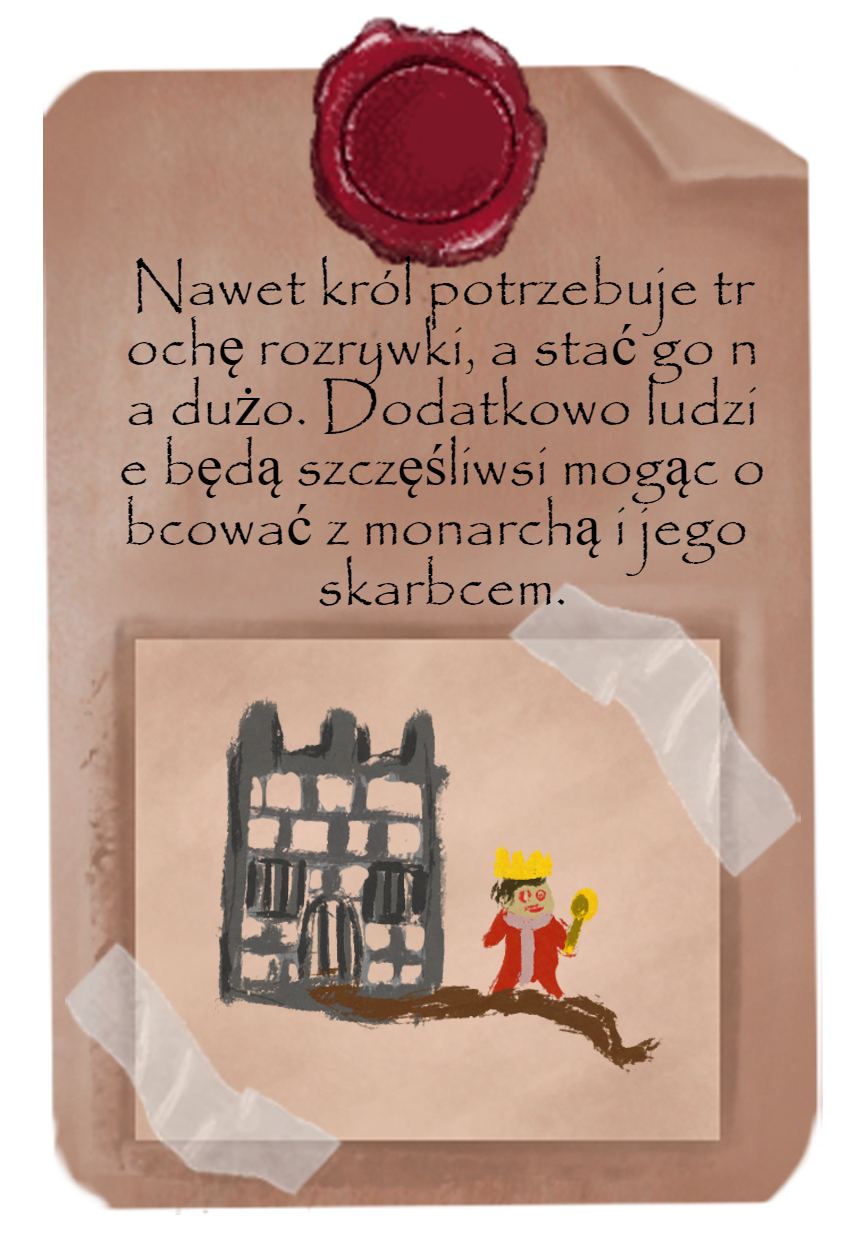 Nawet król potrzebuje tr
ochę rozrywki, a stać go n
a dużo. Dodatkowo ludzi
e będą szczęśliwsi mogąc o
bcować z monarchą i jego
skarbcem.